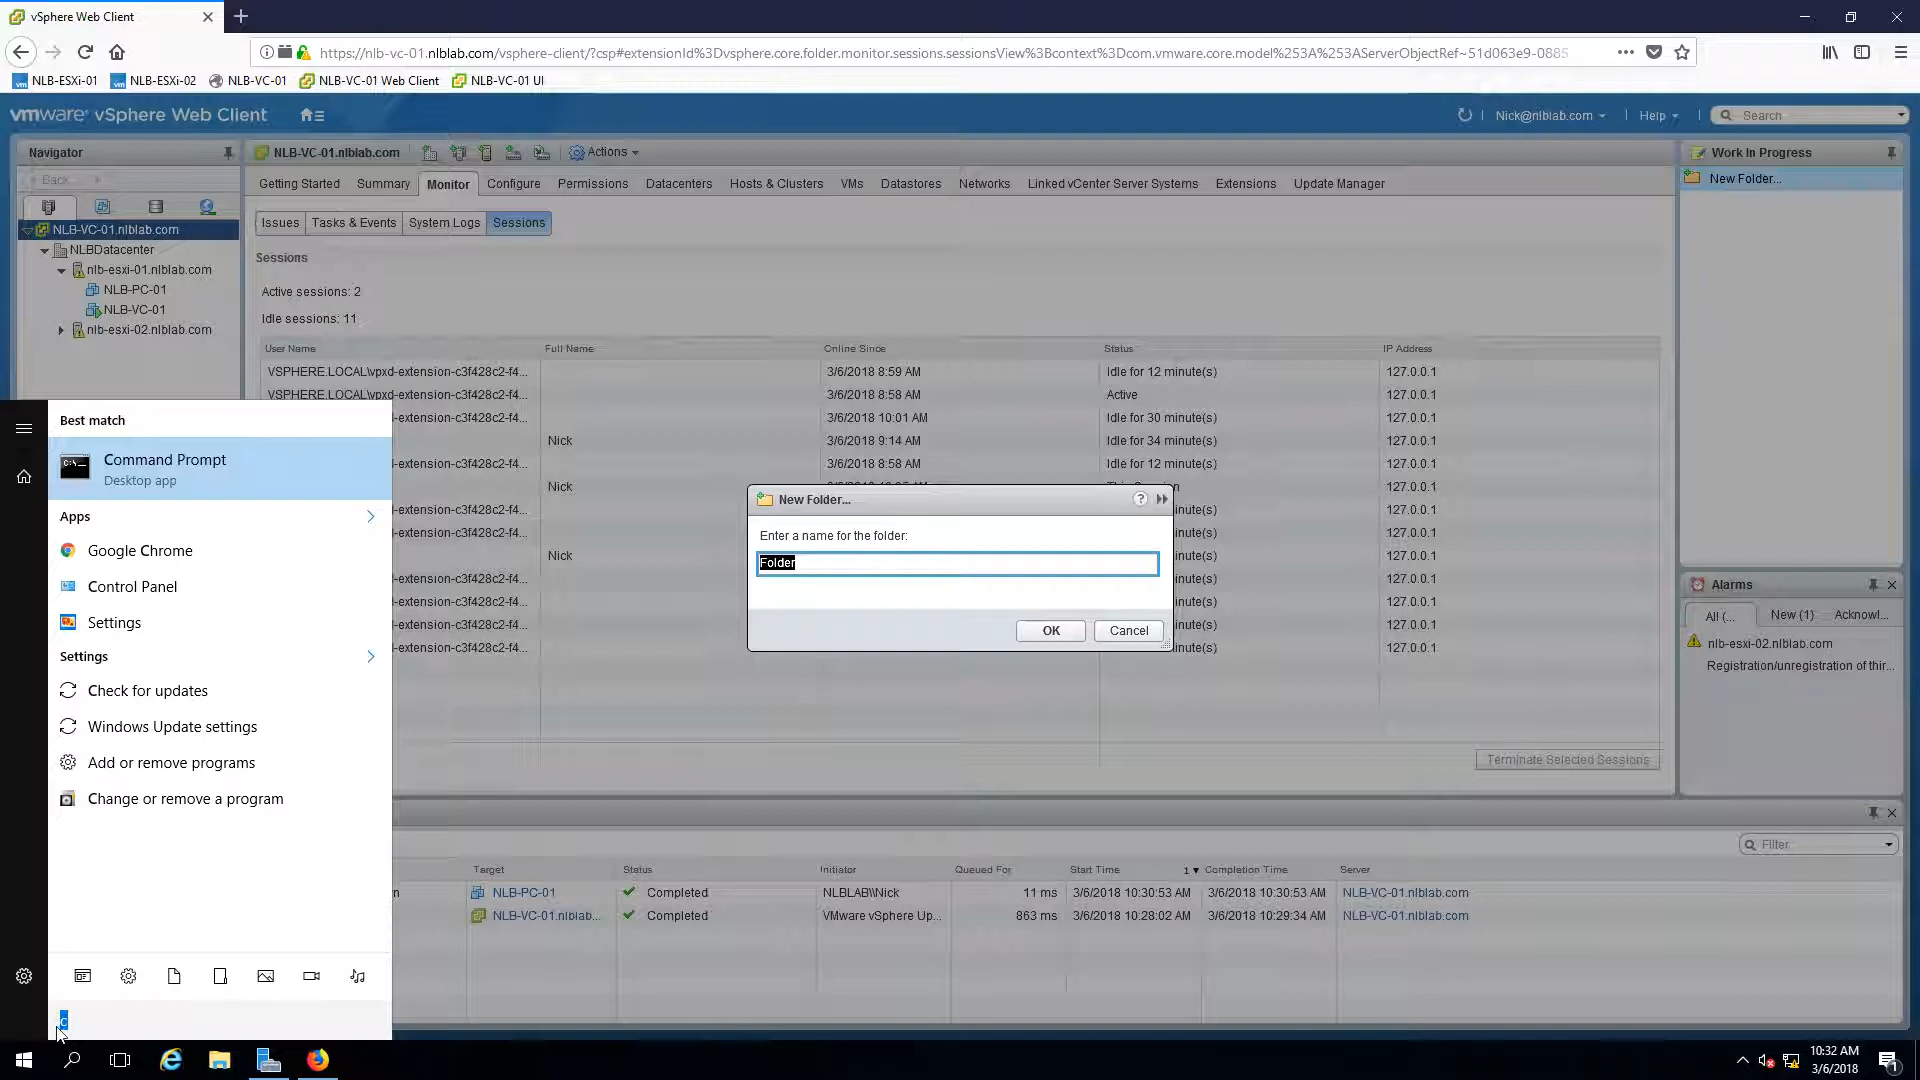 vSphere Web Client
https://nlb-vc-01.nlblab.com/vsphere-client/?csp#extensionId%3Dvsphere.core.folder.monitor.sessions.sessionsView%3Bcontext%3Dcom.vmware.core.model%253A%253AServerObjectRef~51d063e9-0885
NLB-ESXi-01
NLB-ESXi-02
NLB-VC-01
NLB-VC-01 Web Client
NLB-VC-01 UI
vmware® vSphere Web Client
Nick@nlblab.com
Help
Search
Navigator
Back
NLB-VC-01.nlblab.com
NLBDatacenter
nlb-esxi-01.nlblab.com
NLB-PC-01
NLB-VC-01
nlb-esxi-02.nlblab.com
NLB-VC-01.nlblab.com
Actions
Getting Started
Summary
Monitor
Configure
Permissions
Datacenters
Hosts & Clusters
VMs
Datastores
Networks
Linked vCenter Server Systems
Extensions
Update Manager
Issues
Tasks & Events
System Logs
Sessions
Sessions
Active sessions: 2
Idle sessions: 11
User Name Full Name Online Since Status IP Address
VSPHERE.LOCAL\vpxd-extension-c3f428c2-f4... 3/6/2018 8:59 AM Idle for 12 minute(s) 127.0.0.1
VSPHERE.LOCAL\vpxd-extension-c3f428c2-f4... 3/6/2018 8:58 AM Active 127.0.0.1
d-extension-c3f428c2-f4... 3/6/2018 10:01 AM Idle for 30 minute(s) 127.0.0.1
Nick 3/6/2018 9:14 AM Idle for 34 minute(s) 127.0.0.1
d-extension-c3f428c2-f4... 3/6/2018 8:58 AM Idle for 12 minute(s) 127.0.0.1
Nick 127.0.0.1
d-extension-c3f428c2-f4... inute(s) 127.0.0.1
d-extension-c3f428c2-f4... inute(s) 127.0.0.1
Nick inute(s) 127.0.0.1
d-extension-c3f428c2-f4... inute(s) 127.0.0.1
d-extension-c3f428c2-f4... inute(s) 127.0.0.1
d-extension-c3f428c2-f4... inute(s) 127.0.0.1
d-extension-c3f428c2-f4... inute(s) 127.0.0.1
Terminate Selected Sessions
New Folder...
Enter a name for the folder:
Folder
OK
Cancel
Work In Progress
New Folder...
Alarms
All (...
New (1)
Acknowl...
nlb-esxi-02.nlblab.com
Registration/unregistration of thir...
Filter
Target Status Initiator Queued For Start Time 1 Completion Time Server
n NLB-PC-01 Completed NLBLAB\\Nick 11 ms 3/6/2018 10:30:53 AM 3/6/2018 10:30:53 AM NLB-VC-01.nlblab.com
NLB-VC-01.nlblab... Completed VMware vSphere Up... 863 ms 3/6/2018 10:28:02 AM 3/6/2018 10:29:34 AM NLB-VC-01.nlblab.com
Best match
Command Prompt
Desktop app
Apps
Google Chrome
Control Panel
Settings
Settings
Check for updates
Windows Update settings
Add or remove programs
Change or remove a program
c
10:32 AM
3/6/2018
1